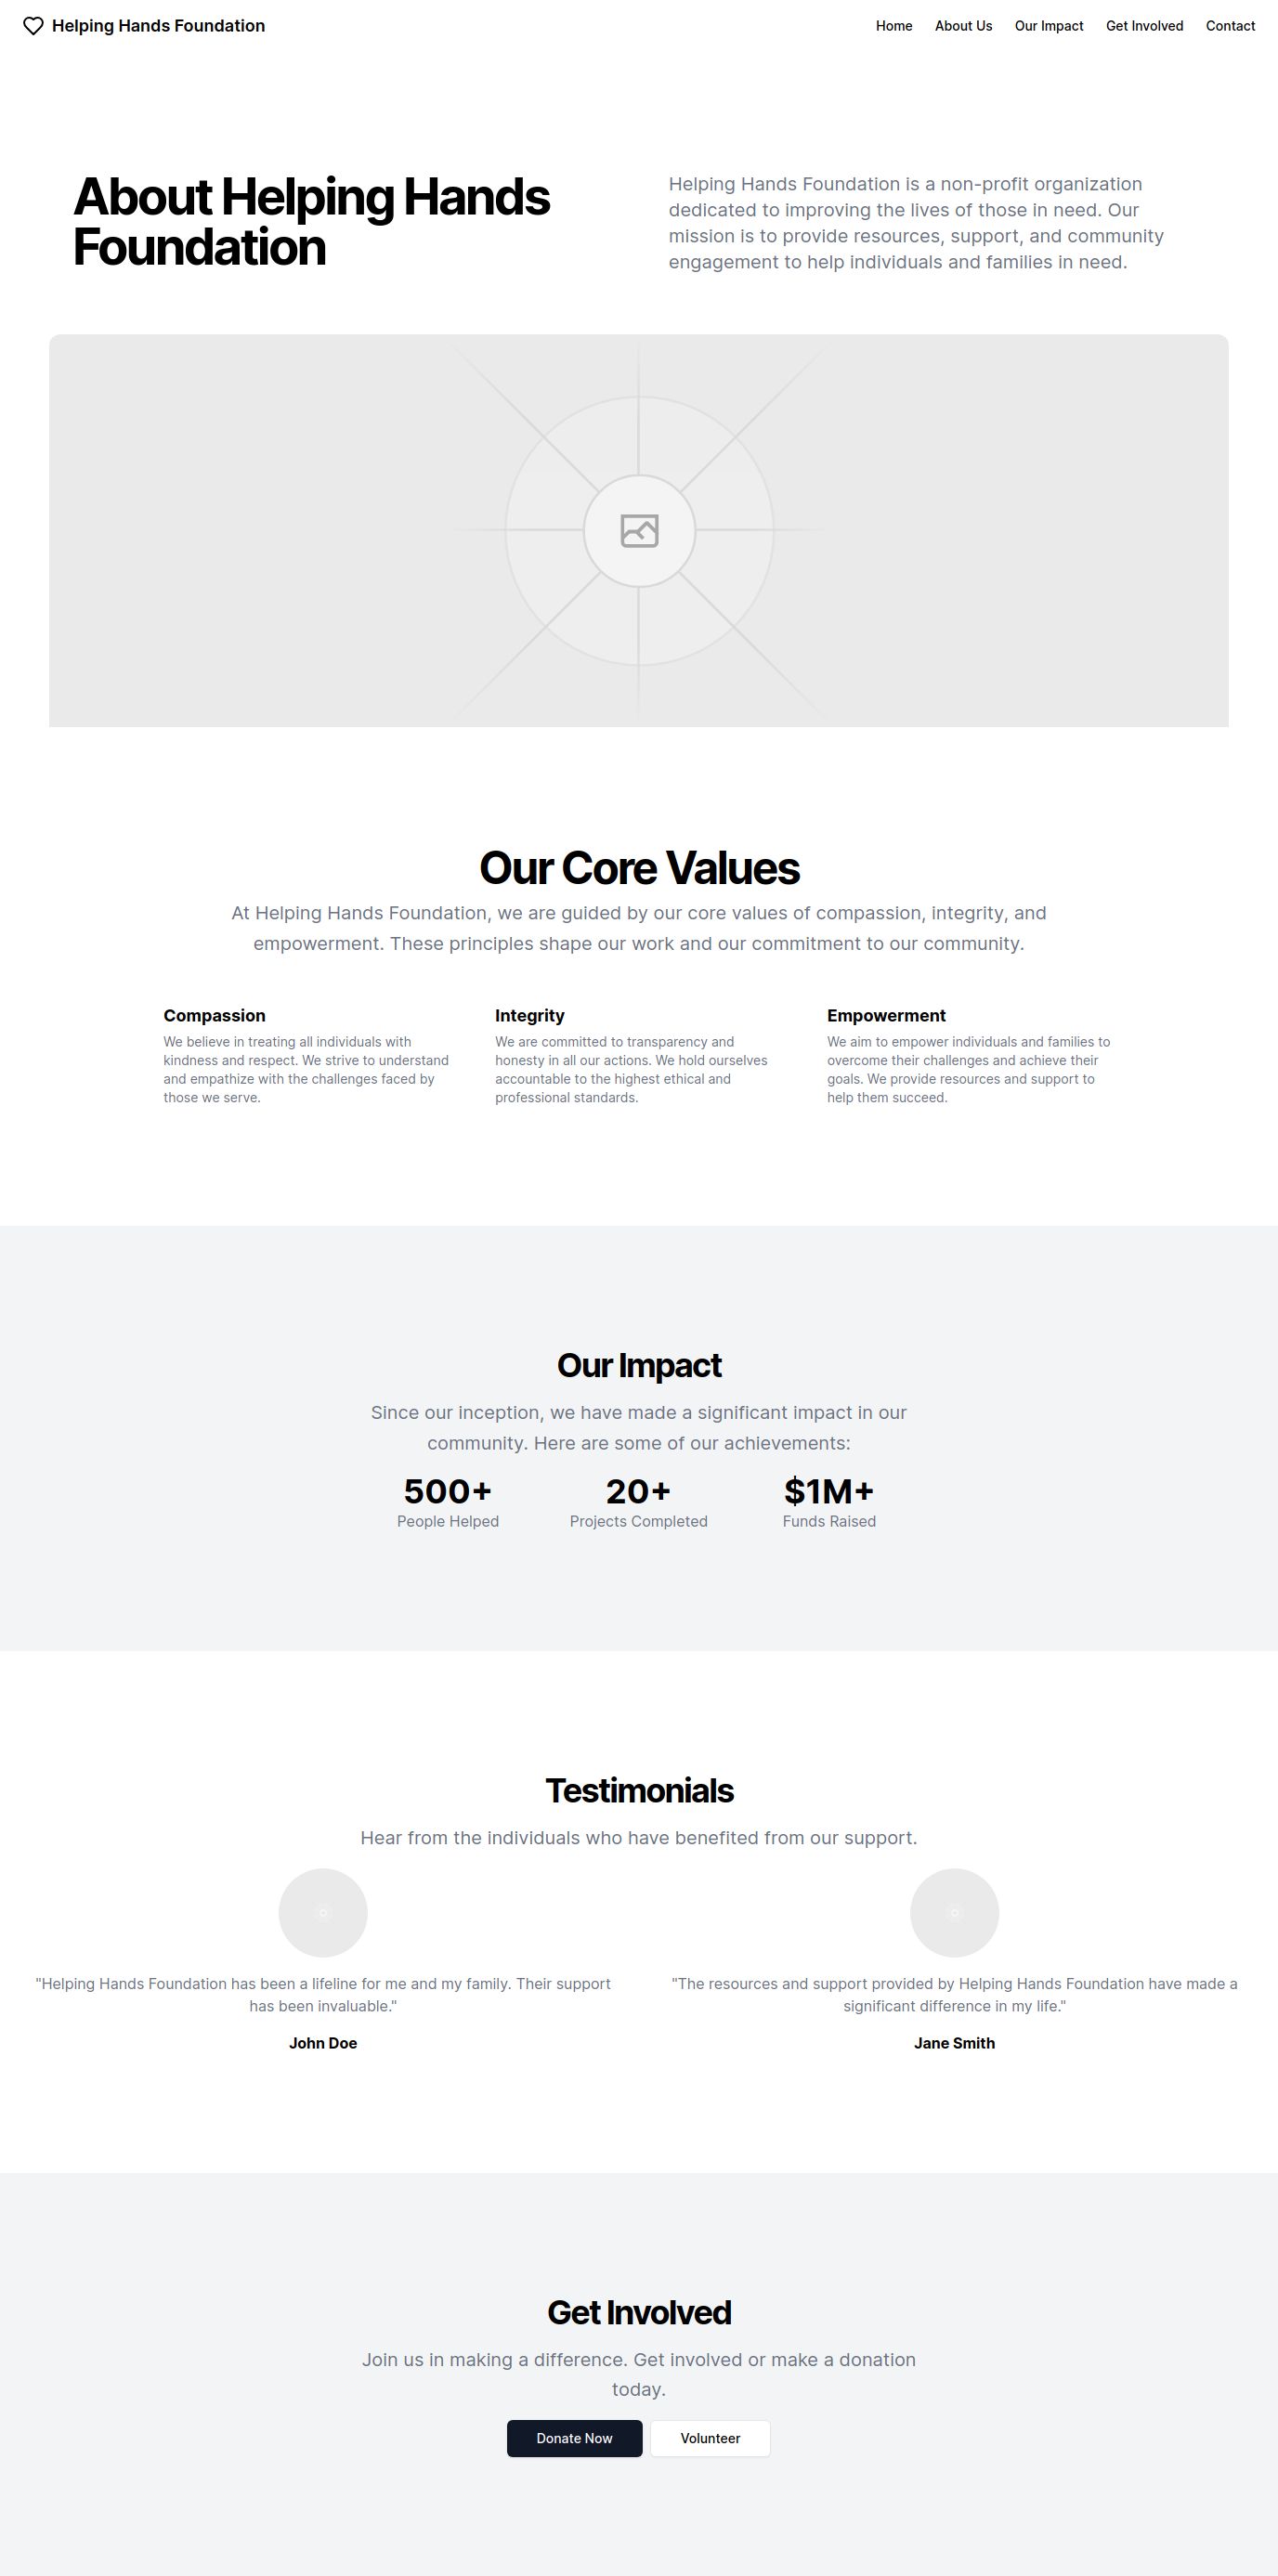 Helping Hands Foundation
Home About Us Our Impact Get Involved Contact
About Helping Hands
Foundation
Helping Hands Foundation is a non-profit organization
dedicated to improving the lives of those in need. Our
mission is to provide resources, support, and community
engagement to help individuals and families in need.
Our Core Values
At Helping Hands Foundation, we are guided by our core values of compassion, integrity, and
empowerment. These principles shape our work and our commitment to our community.
Compassion
We believe in treating all individuals with
kindness and respect. We strive to understand
and empathize with the challenges faced by
those we serve.
Integrity
We are committed to transparency and
honesty in all our actions. We hold ourselves
accountable to the highest ethical and
professional standards.
Empowerment
We aim to empower individuals and families to
overcome their challenges and achieve their
goals. We provide resources and support to
help them succeed.
Our Impact
Since our inception, we have made a significant impact in our
community. Here are some of our achievements:
500+
People Helped
20+
Projects Completed
$1M+
Funds Raised
Testimonials
Hear from the individuals who have benefited from our support.
"Helping Hands Foundation has been a lifeline for me and my family. Their support
has been invaluable."
John Doe
"The resources and support provided by Helping Hands Foundation have made a
significant difference in my life."
Jane Smith
Get Involved
Join us in making a difference. Get involved or make a donation
today.
Donate Now
Volunteer